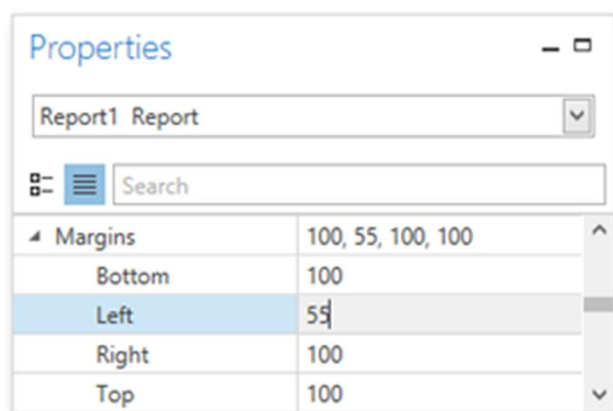 Properties
Report1 Report
Search
Margins 100, 55, 100, 100
Bottom 100
Left 55
Right 100
Top 100